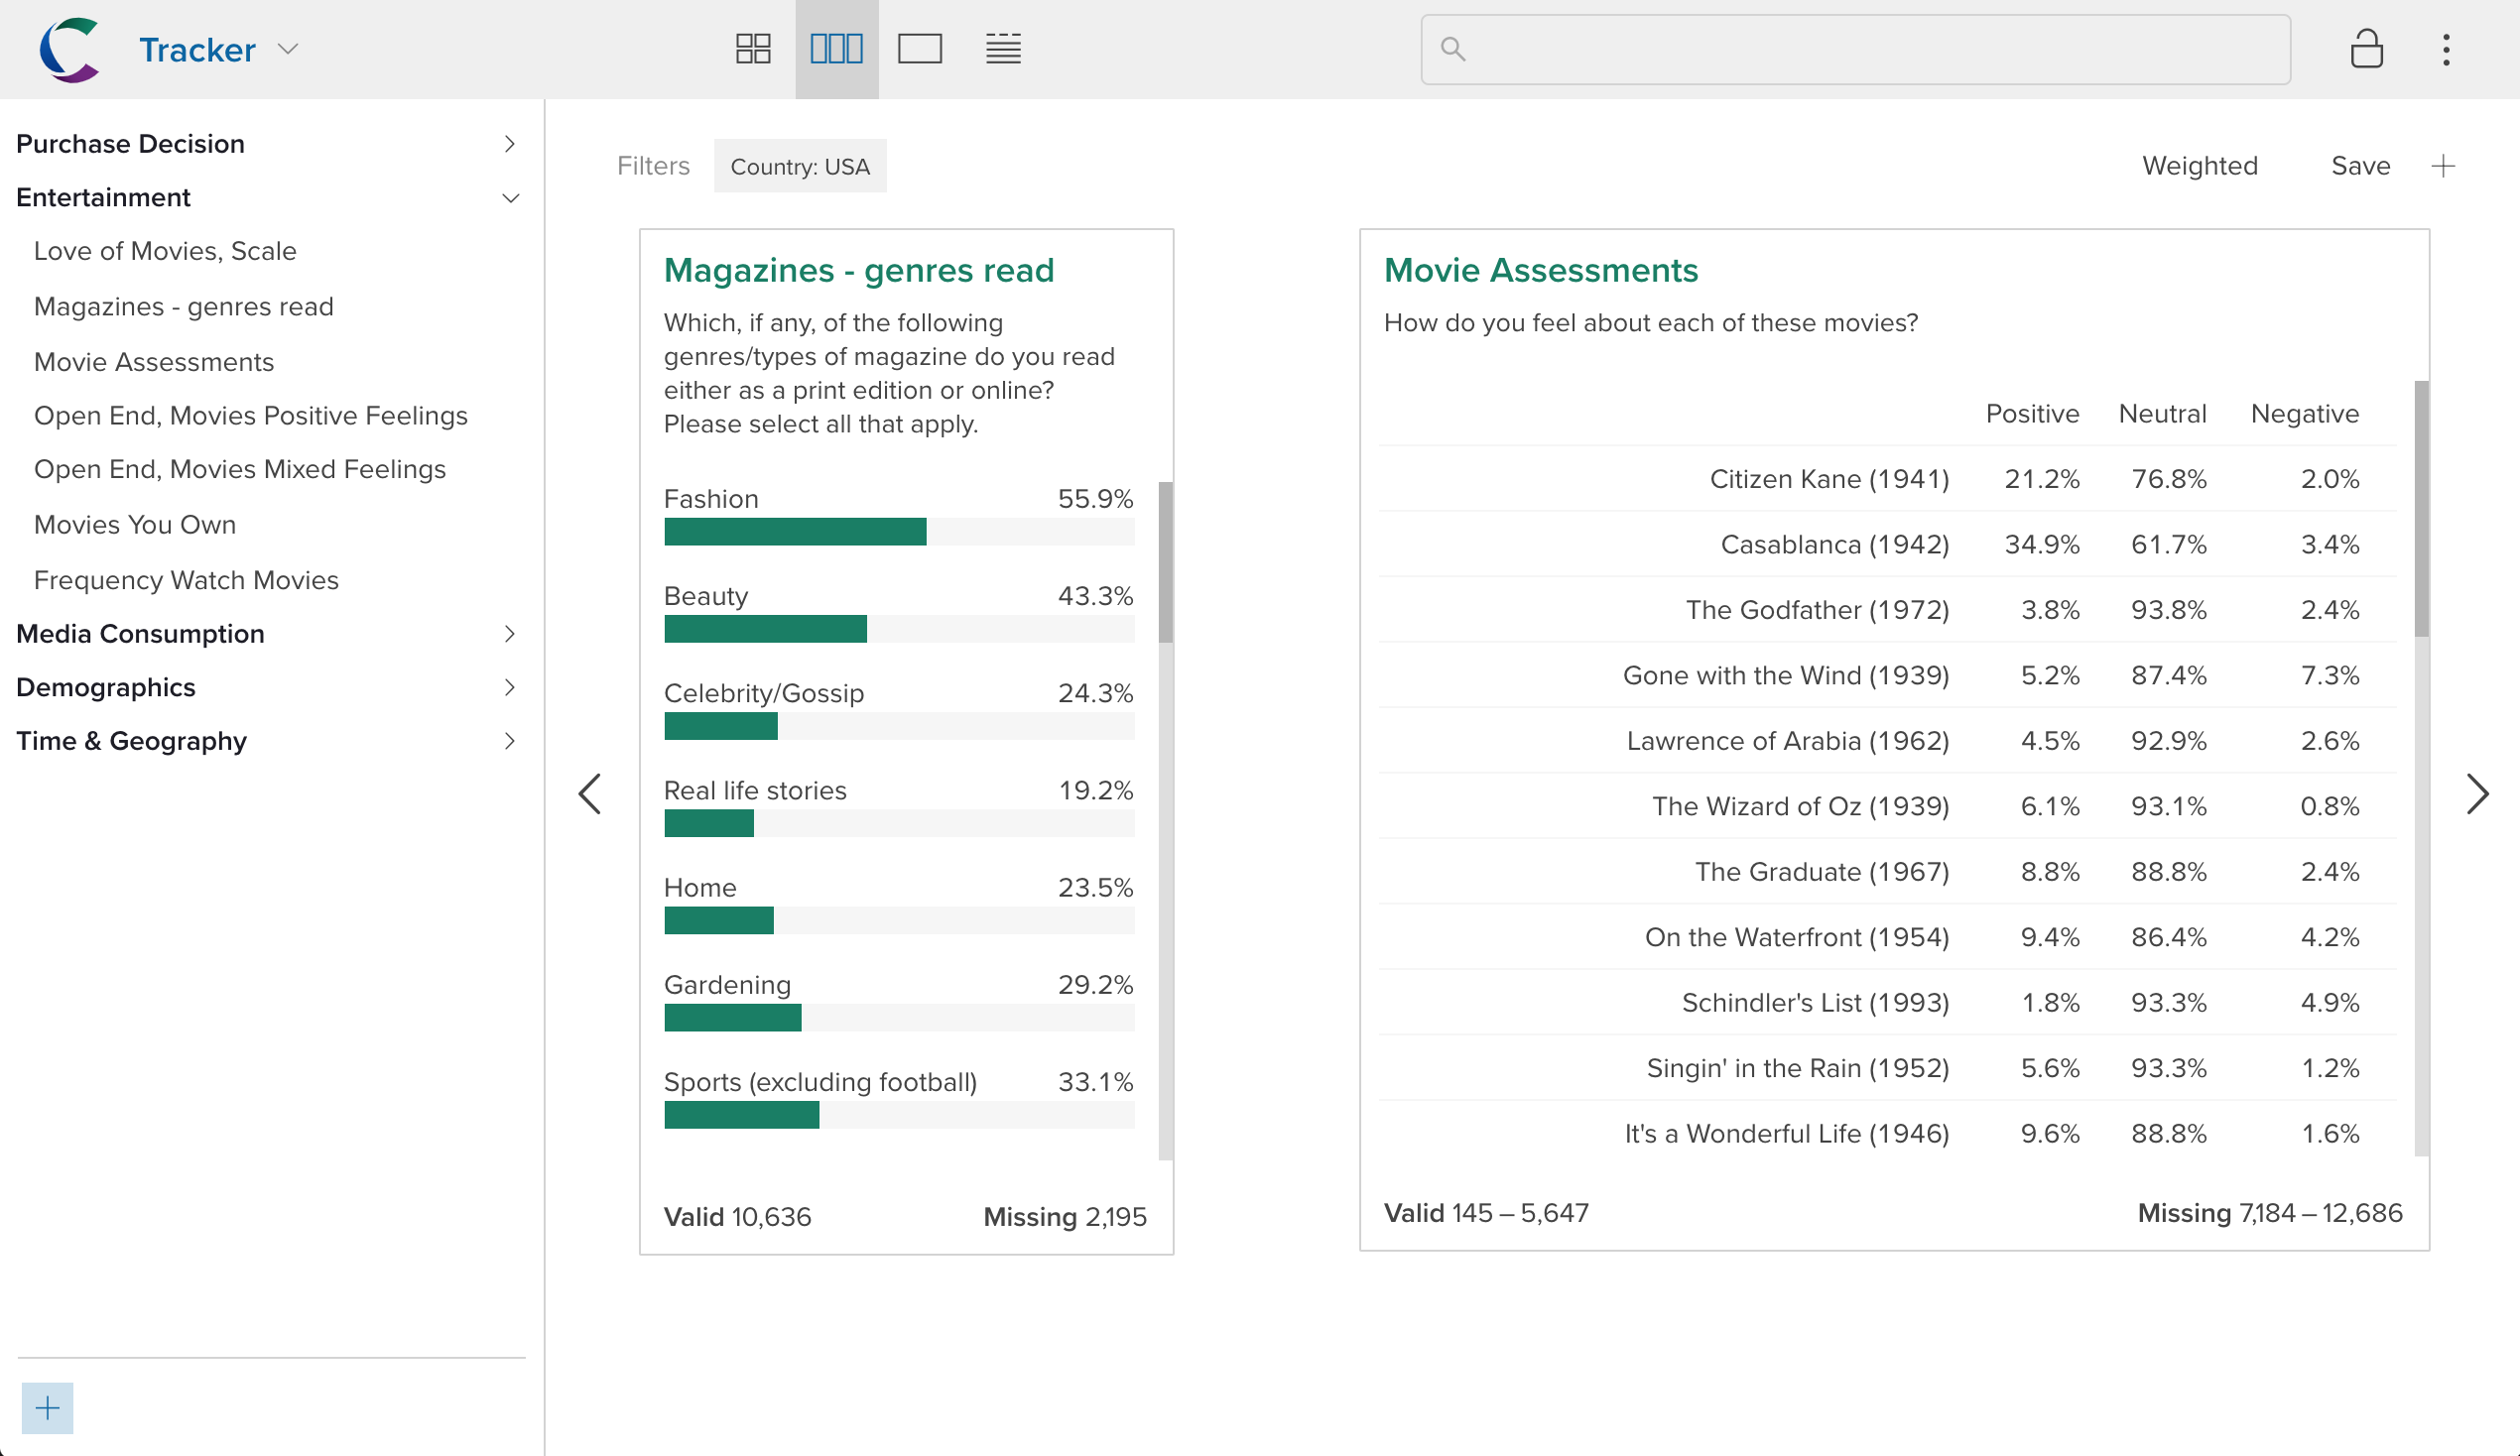 Tracker
Purchase Decision
Entertainment
Love of Movies, Scale
Magazines - genres read
Movie Assessments
Open End, Movies Positive Feelings
Open End, Movies Mixed Feelings
Movies You Own
Frequency Watch Movies
Media Consumption
Demographics
Time & Geography
Filters Country: USA
Weighted Save
Magazines - genres read
Which, if any, of the following
genres/types of magazine do you read
either as a print edition or online?
Please select all that apply.
Fashion 55.9%
Beauty 43.3%
Celebrity/Gossip 24.3%
Real life stories 19.2%
Home 23.5%
Gardening 29.2%
Sports (excluding football) 33.1%
Valid 10,636 Missing 2,195
Movie Assessments
How do you feel about each of these movies?
Positive Neutral Negative
Citizen Kane (1941) 21.2% 76.8% 2.0%
Casablanca (1942) 34.9% 61.7% 3.4%
The Godfather (1972) 3.8% 93.8% 2.4%
Gone with the Wind (1939) 5.2% 87.4% 7.3%
Lawrence of Arabia (1962) 4.5% 92.9% 2.6%
The Wizard of Oz (1939) 6.1% 93.1% 0.8%
The Graduate (1967) 8.8% 88.8% 2.4%
On the Waterfront (1954) 9.4% 86.4% 4.2%
Schindler's List (1993) 1.8% 93.3% 4.9%
Singin' in the Rain (1952) 5.6% 93.3% 1.2%
It's a Wonderful Life (1946) 9.6% 88.8% 1.6%
Valid 145 – 5,647 Missing 7,184 – 12,686